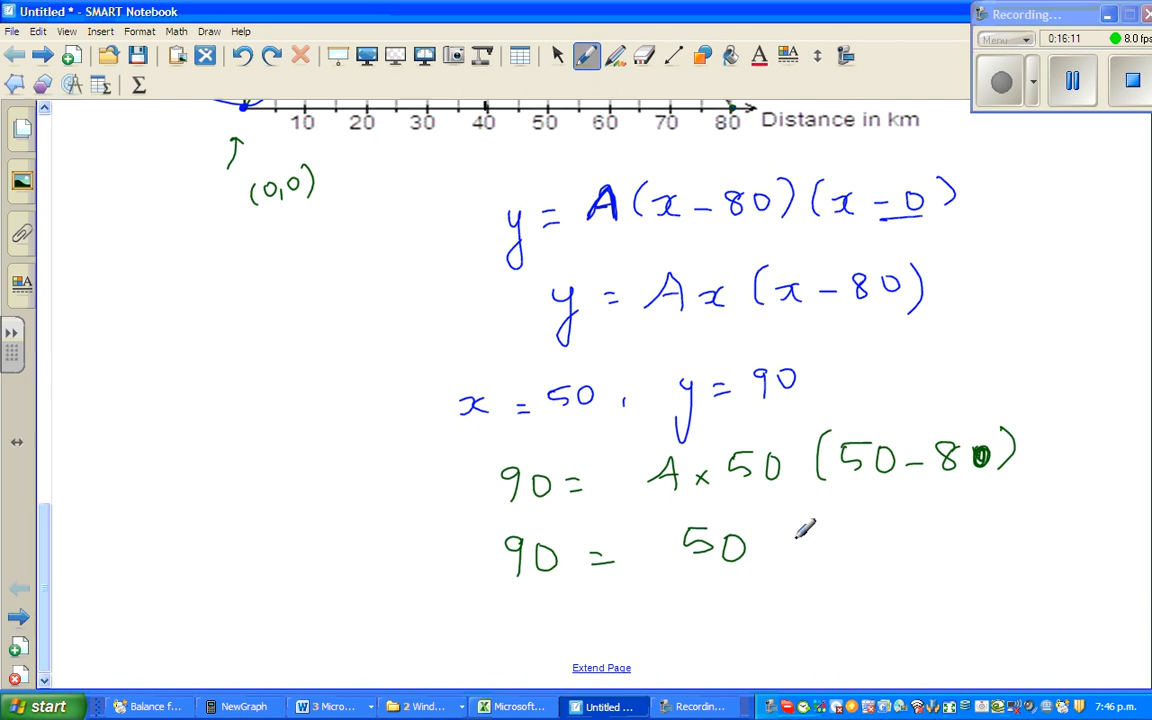 Untitled * - SMART Notebook
Recording...
File Edit View Insert Format Math Draw Help
Menu 0:16:11 8.0 fps
10 20 30 40 50 60 70 80 Distance in km
(0,0)
y = A(x-80)(x-0)
y = Ax(x-80)
x = 50, y = 90
90 = A × 50 (50-80)
90 = 50
Extend Page
start Balance f... NewGraph 3 Micro... 2 Wind... Microsoft... Untitled ... Recordin... 7:46 p.m.